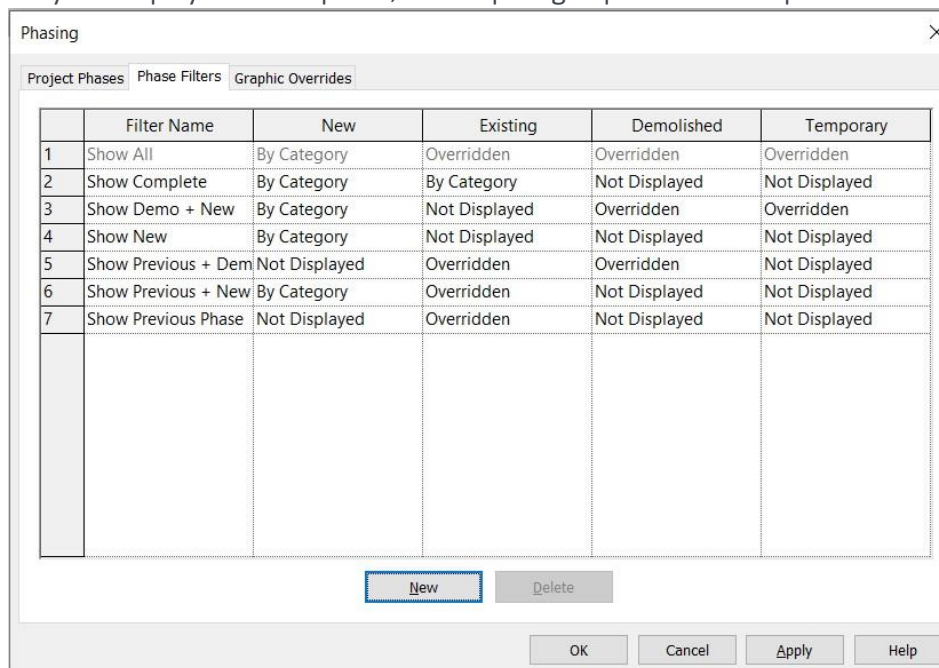 Phasing
Project Phases Phase Filters Graphic Overrides
Filter Name New Existing Demolished Temporary
1 Show All By Category Overridden Overridden Overridden
2 Show Complete By Category By Category Not Displayed Not Displayed
3 Show Demo + New By Category Not Displayed Overridden Overridden
4 Show New By Category Not Displayed Not Displayed Not Displayed
5 Show Previous + Dem Not Displayed Overridden Overridden Not Displayed
6 Show Previous + New By Category Overridden Not Displayed Not Displayed
7 Show Previous Phase Not Displayed Overridden Not Displayed Not Displayed
New Delete
OK Cancel Apply Help